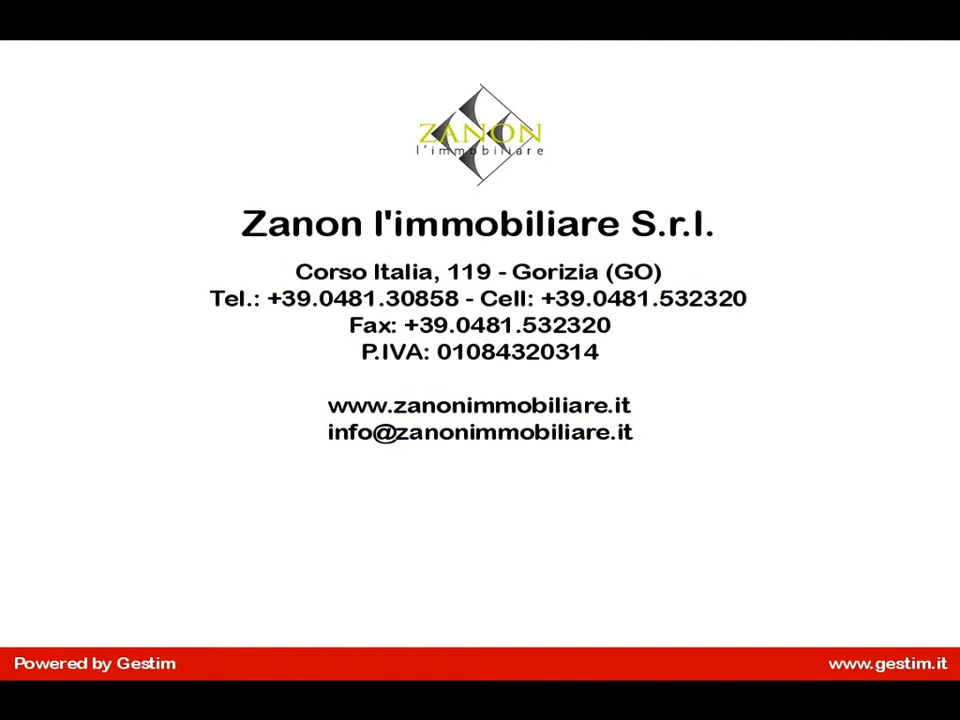 ZANON
l'immobiliare
Zanon l'immobiliare S.r.l.
Corso Italia, 119 - Gorizia (GO)
Tel.: +39.0481.30858 - Cell: +39.0481.532320
Fax: +39.0481.532320
P.IVA: 01084320314
www.zanonimmobiliare.it
info@zanonimmobiliare.it
Powered by Gestim
www.gestim.it